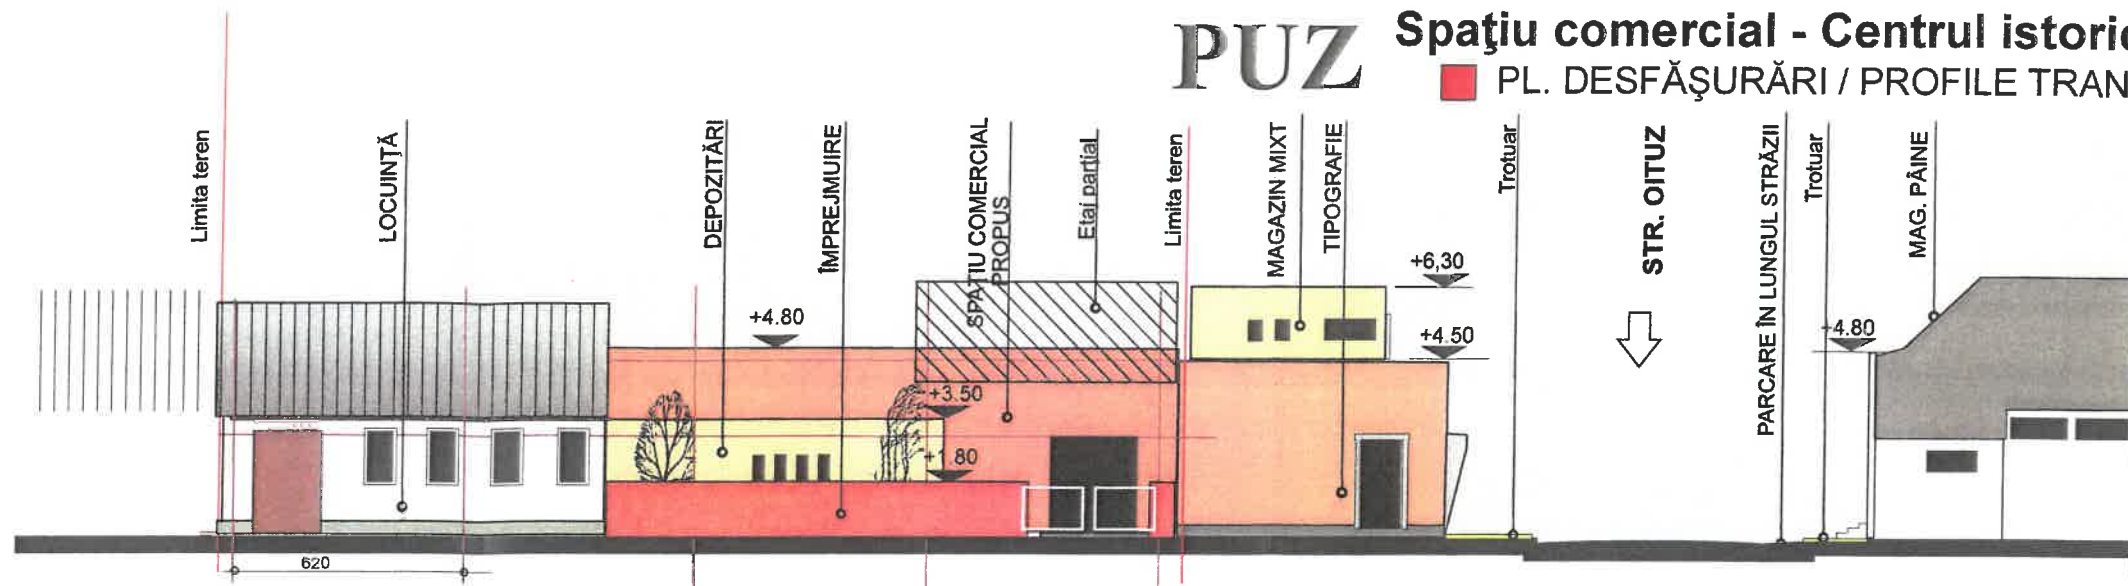 PUZ
Spaţiu comercial - Centrul istoric
PL. DESFĂŞURĂRI / PROFILE TRAN
Limita teren
LOCUINŢĂ
DEPOZITĂRI
ÎMPREJMUIRE
SPAŢIU COMERCIAL
PROPUS
Etaj parţial
Limita teren
MAGAZIN MIXT
TIPOGRAFIE
Trotuar
STR. OITUZ
PARCARE ÎN LUNGUL STRĂZII
Trotuar
MAG. PÂINE
+6,30
+4.80
+4.50
+4.80
+3.50
+1.80
620